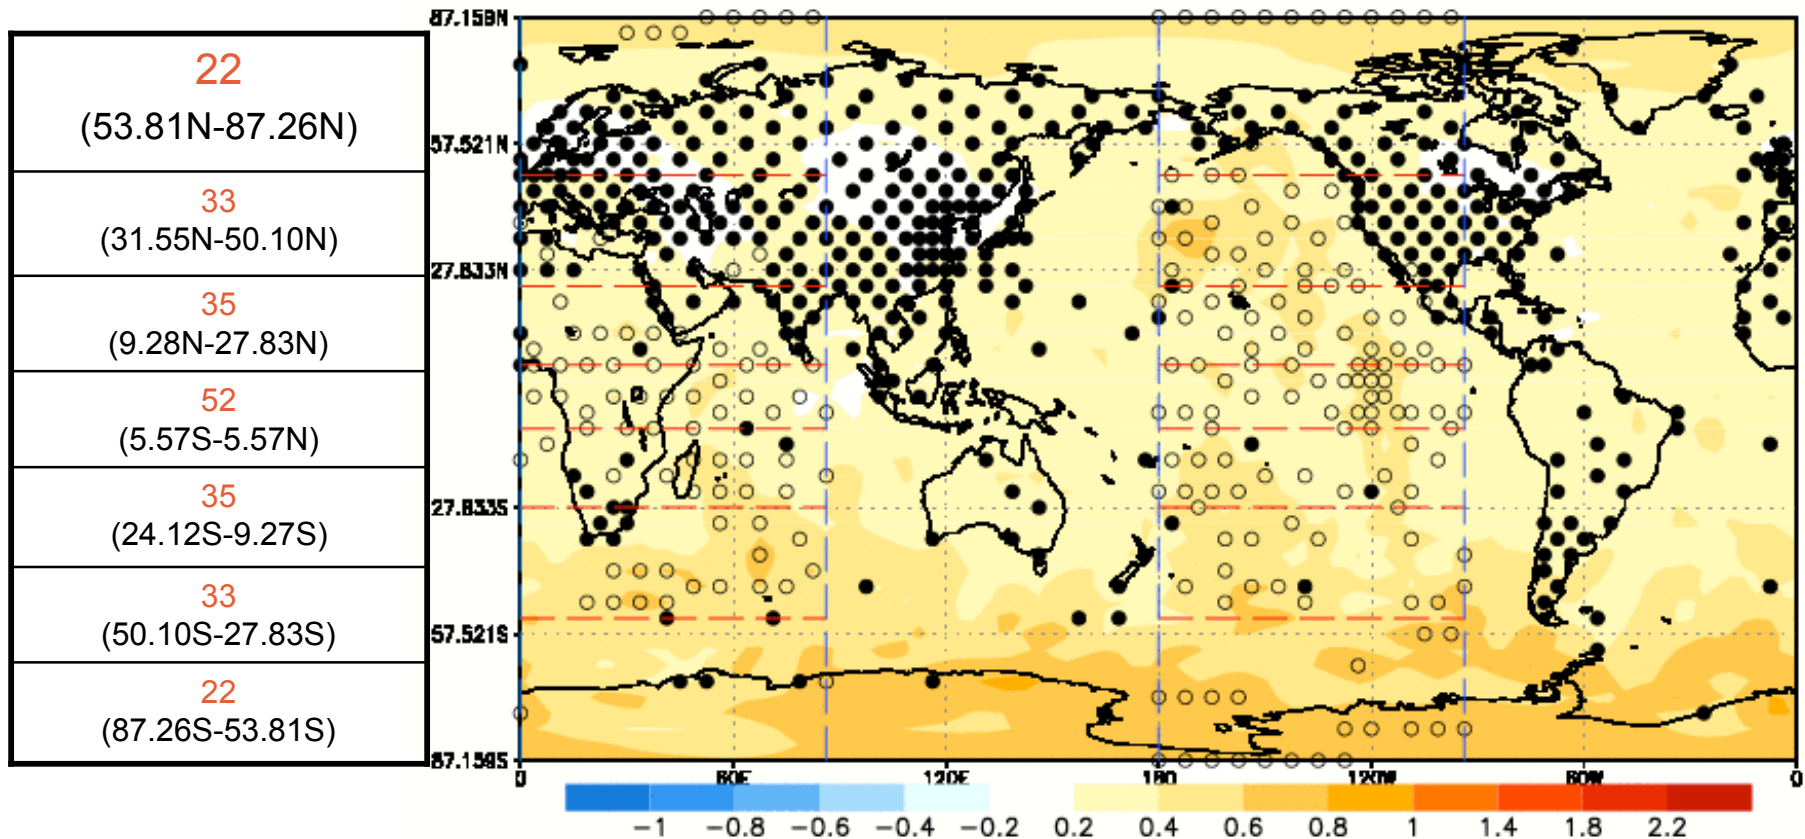 22
(53.81N-87.26N)
33
(31.55N-50.10N)
35
(9.28N-27.83N)
52
(5.57S-5.57N)
35
(24.12S-9.27S)
33
(50.10S-27.83S)
22
(87.26S-53.81S)
87.159N
57.521N
27.833N
27.833S
57.521S
87.159S
0 60E 120E 180 120W 60W 0
−1 −0.8 −0.6 −0.4 −0.2 0.2 0.4 0.6 0.8 1 1.4 1.8 2.2